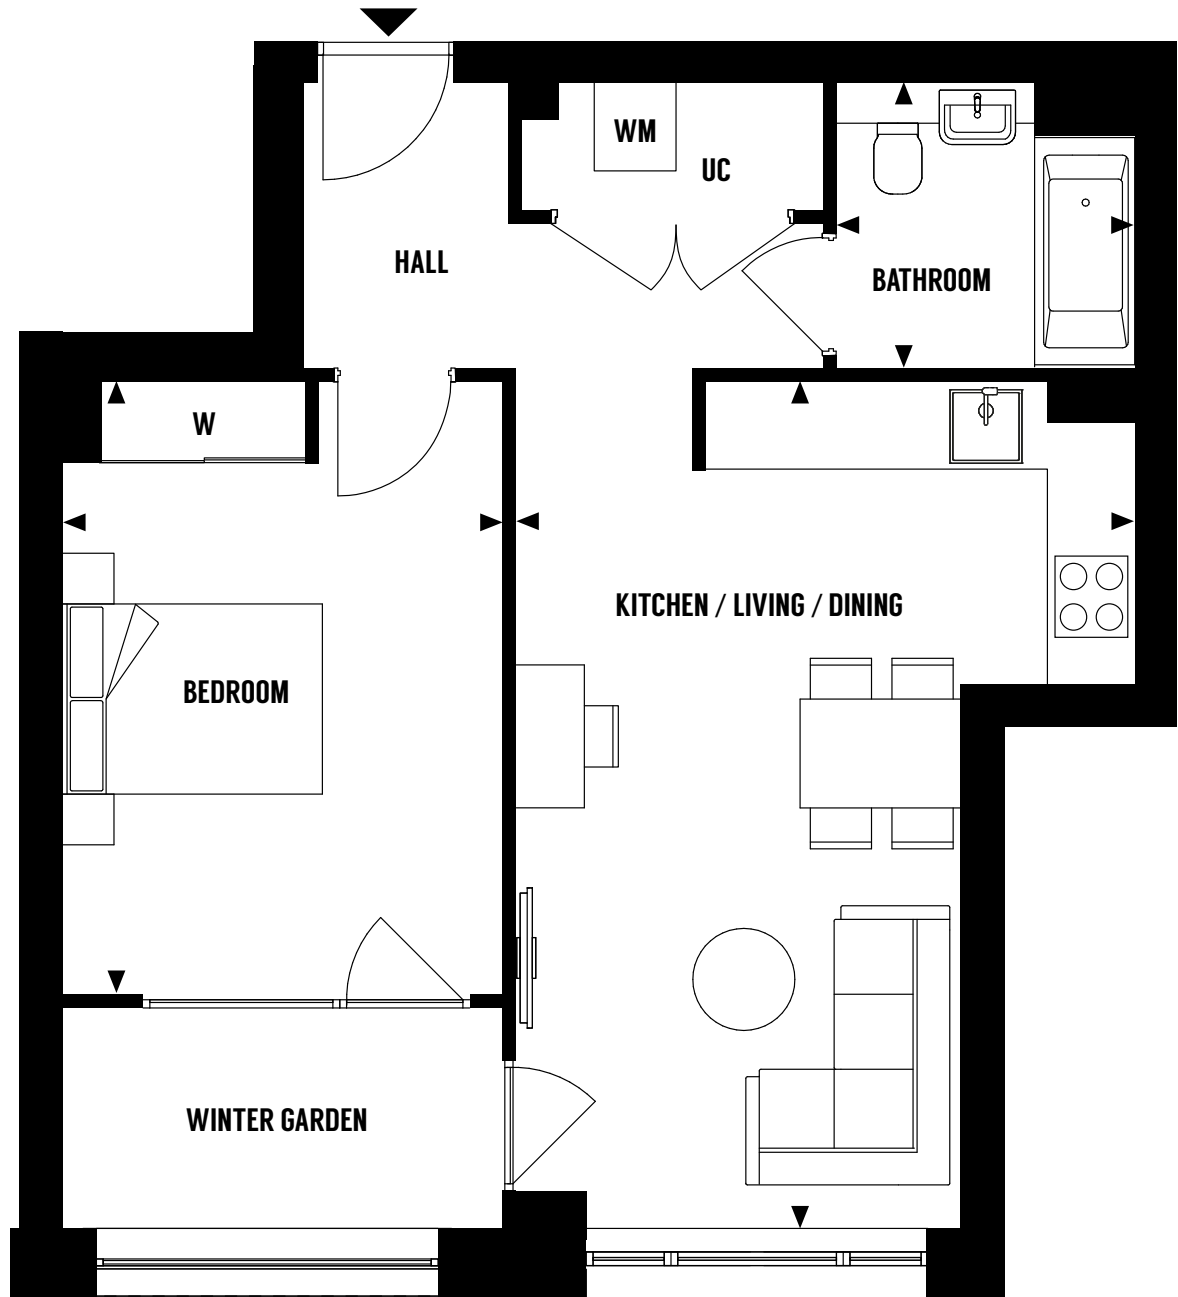 WM
UC
HALL
BATHROOM
W
KITCHEN / LIVING / DINING
BEDROOM
WINTER GARDEN